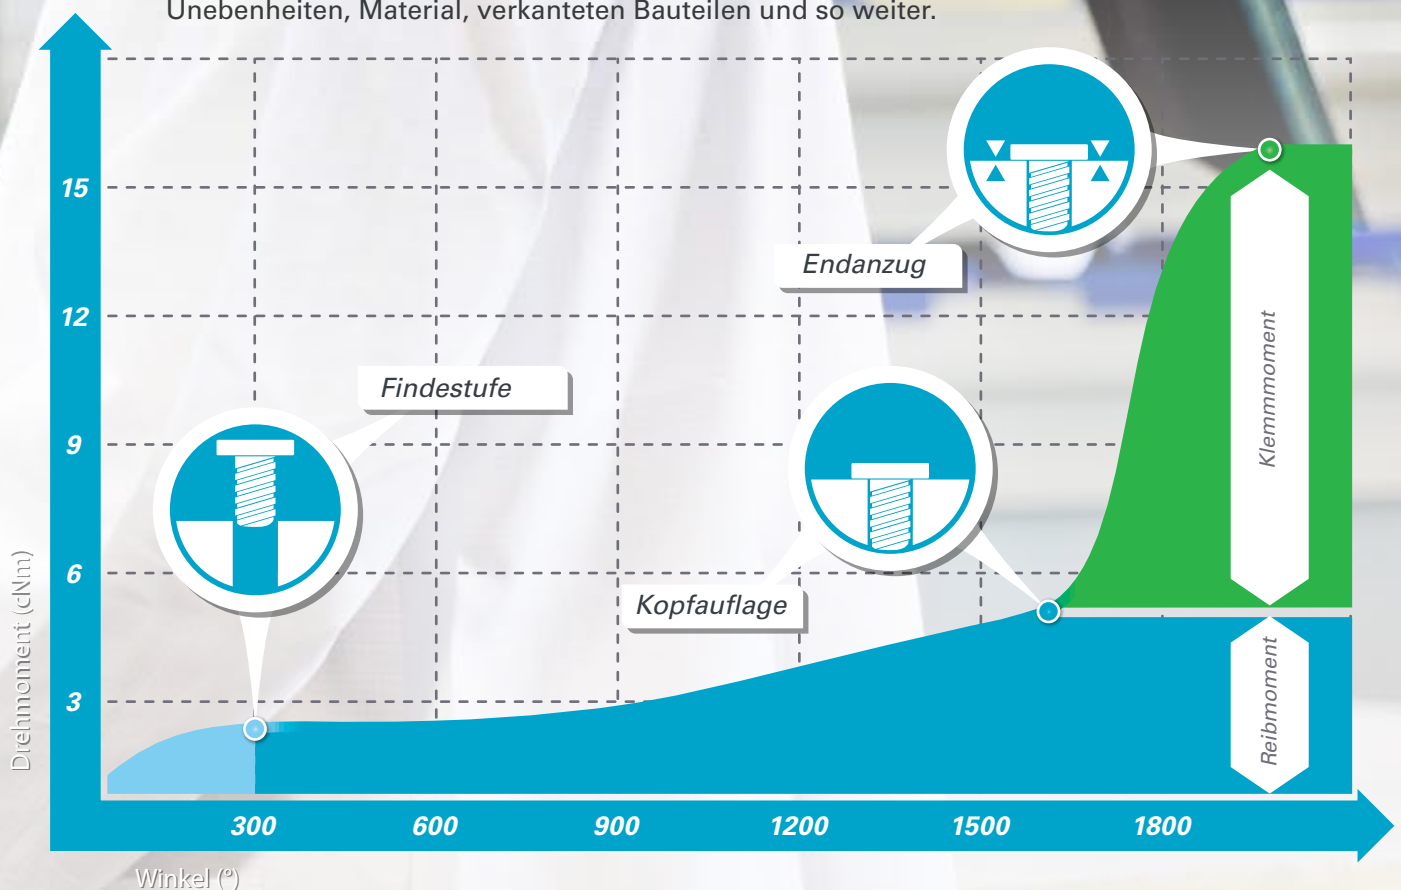 Unebenheiten, Material, verkanteten Bauteilen und so weiter.
15
Endanzug
12
Klemmmoment
Findestufe
9
6
Kopfauflage
3
Reibmoment
Drehmoment (cNm)
300 600 900 1200 1500 1800
Winkel (°)